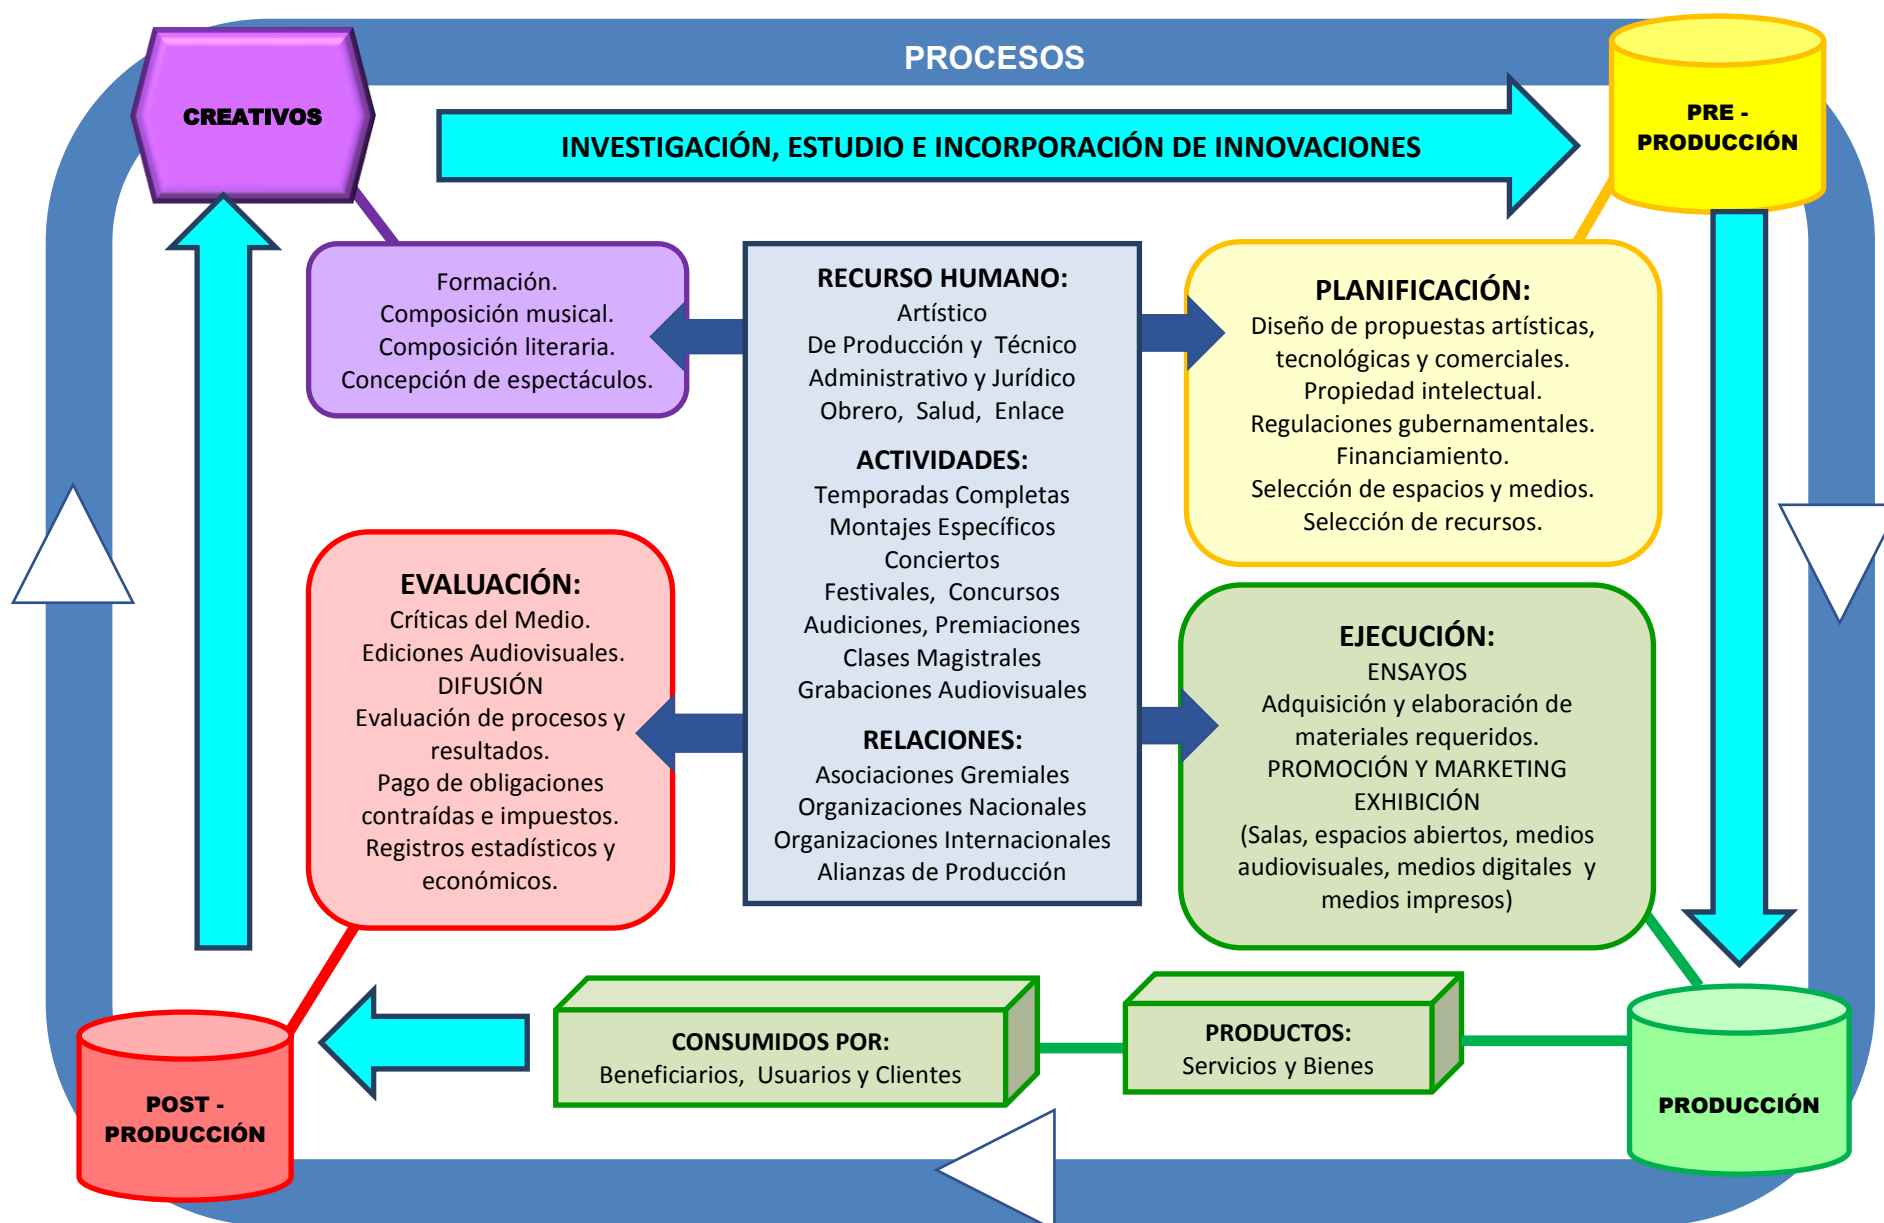 PROCESOS
CREATIVOS
INVESTIGACIÓN, ESTUDIO E INCORPORACIÓN DE INNOVACIONES
PRE -
PRODUCCIÓN
Formación.
Composición musical.
Composición literaria.
Concepción de espectáculos.
RECURSO HUMANO:
Artístico
De Producción y Técnico
Administrativo y Jurídico
Obrero, Salud, Enlace
ACTIVIDADES:
Temporadas Completas
Montajes Específicos
Conciertos
Festivales, Concursos
Audiciones, Premiaciones
Clases Magistrales
Grabaciones Audiovisuales
RELACIONES:
Asociaciones Gremiales
Organizaciones Nacionales
Organizaciones Internacionales
Alianzas de Producción
PLANIFICACIÓN:
Diseño de propuestas artísticas,
tecnológicas y comerciales.
Propiedad intelectual.
Regulaciones gubernamentales.
Financiamiento.
Selección de espacios y medios.
Selección de recursos.
EVALUACIÓN:
Críticas del Medio.
Ediciones Audiovisuales.
DIFUSIÓN
Evaluación de procesos y
resultados.
Pago de obligaciones
contraídas e impuestos.
Registros estadísticos y
económicos.
EJECUCIÓN:
ENSAYOS
Adquisición y elaboración de
materiales requeridos.
PROMOCIÓN Y MARKETING
EXHIBICIÓN
(Salas, espacios abiertos, medios
audiovisuales, medios digitales y
medios impresos)
POST -
PRODUCCIÓN
CONSUMIDOS POR:
Beneficiarios, Usuarios y Clientes
PRODUCTOS:
Servicios y Bienes
PRODUCCIÓN